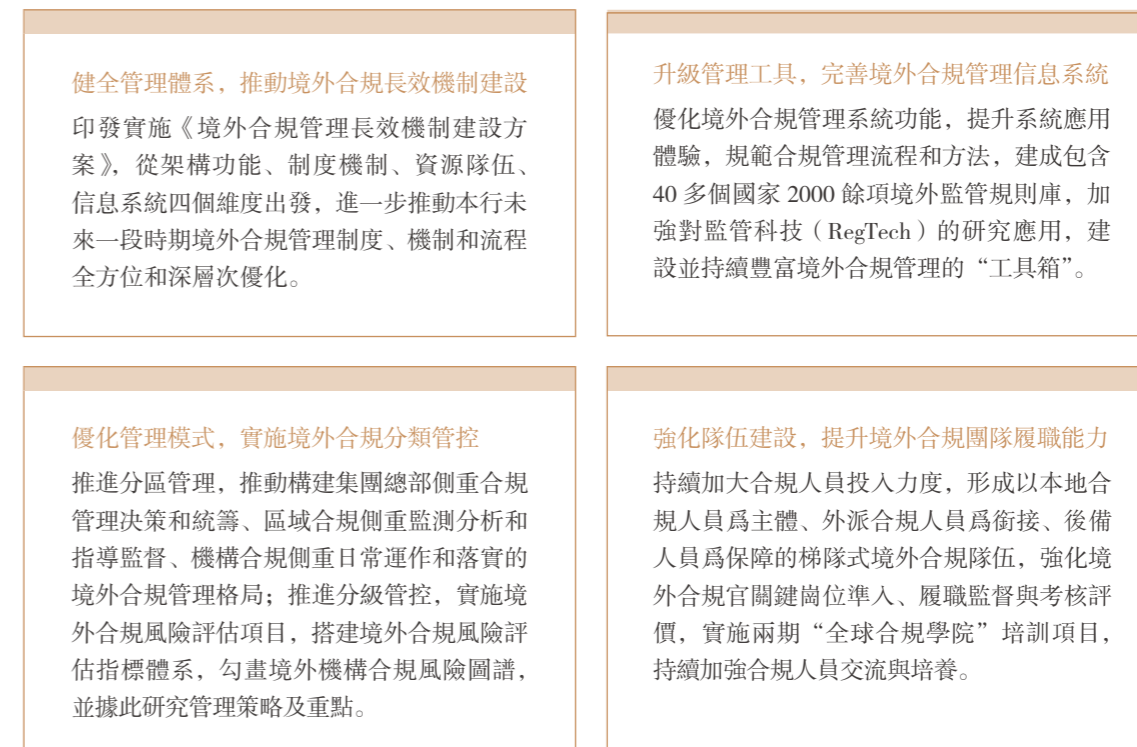 健全管理體系，推動境外合規長效機制建設
印發實施《境外合規管理長效機制建設方
案》，從架構功能、制度機制、資源隊伍、
信息系統四個維度出發，進一步推動本行未
來一段時期境外合規管理制度、機制和流程
全方位和深層次優化。
升級管理工具，完善境外合規管理信息系統
優化境外合規管理系統功能，提升系統應用
體驗，規範合規管理流程和方法，建成包含
40 多個國家 2000 餘項境外監管規則庫，加
強對監管科技（RegTech）的研究應用，建
設並持續豐富境外合規管理的“工具箱”。
優化管理模式，實施境外合規分類管控
推進分區管理，推動構建集團總部側重合規
管理決策和統籌、區域合規側重監測分析和
指導監督、機構合規側重日常運作和落實的
境外合規管理格局；推進分級管控，實施境
外合規風險評估項目，搭建境外合規風險評
估指標體系，勾畫境外機構合規風險圖譜，
並據此研究管理策略及重點。
強化隊伍建設，提升境外合規團隊履職能力
持續加大合規人員投入力度，形成以本地合
規人員爲主體、外派合規人員爲銜接、後備
人員爲保障的梯隊式境外合規隊伍，強化境
外合規官關鍵崗位準入、履職監督與考核評
價，實施兩期“全球合規學院”培訓項目，
持續加強合規人員交流與培養。